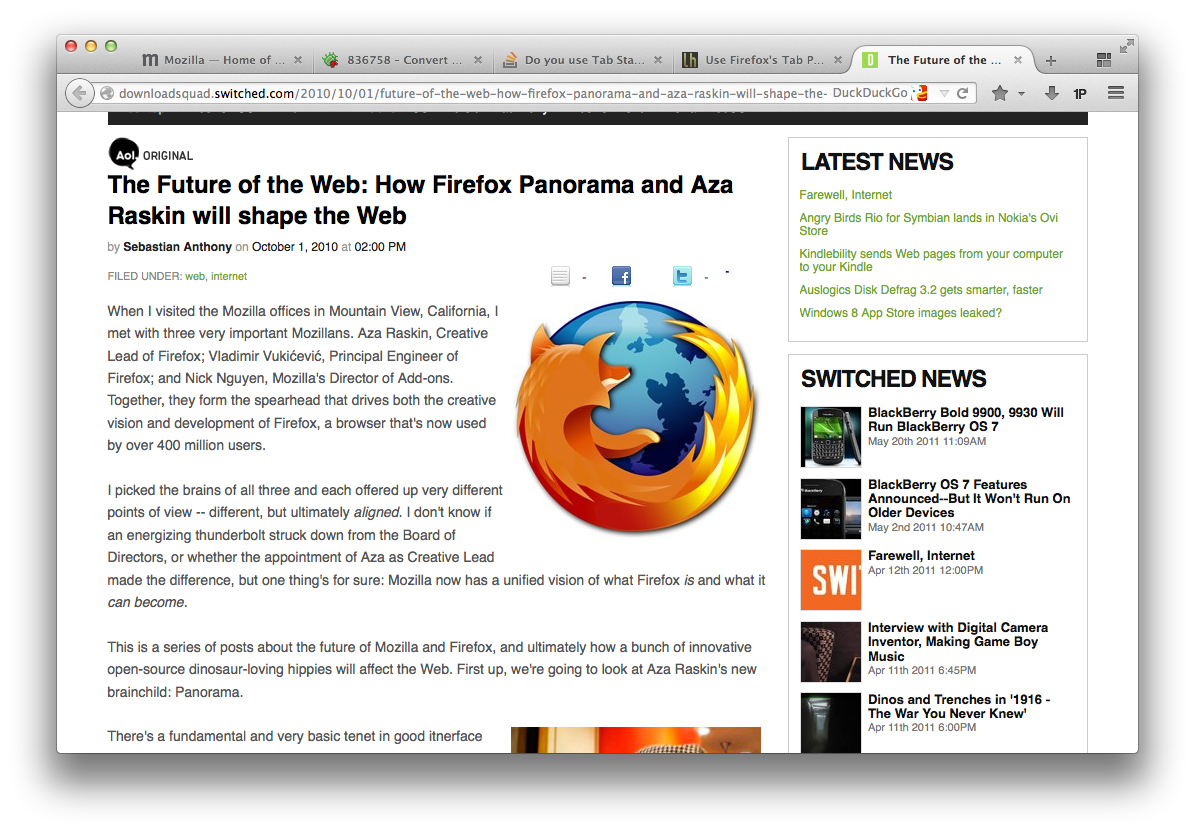 Mozilla — Home of ...
836758 - Convert ...
Do you use Tab Sta...
Use Firefox's Tab P...
The Future of the ...
downloadsquad.switched.com/2010/10/01/future-of-the-web-how-firefox-panorama-and-aza-raskin-will-shape-the-
DuckDuckGo
1P
Aol.
ORIGINAL
The Future of the Web: How Firefox Panorama and Aza
Raskin will shape the Web
by Sebastian Anthony on October 1, 2010 at 02:00 PM
FILED UNDER: web, internet
When I visited the Mozilla offices in Mountain View, California, I
met with three very important Mozillans. Aza Raskin, Creative
Lead of Firefox; Vladimir Vukićević, Principal Engineer of
Firefox; and Nick Nguyen, Mozilla's Director of Add-ons.
Together, they form the spearhead that drives both the creative
vision and development of Firefox, a browser that's now used
by over 400 million users.
I picked the brains of all three and each offered up very different
points of view -- different, but ultimately aligned. I don't know if
an energizing thunderbolt struck down from the Board of
Directors, or whether the appointment of Aza as Creative Lead
made the difference, but one thing's for sure: Mozilla now has a unified vision of what Firefox is and what it
can become.
This is a series of posts about the future of Mozilla and Firefox, and ultimately how a bunch of innovative
open-source dinosaur-loving hippies will affect the Web. First up, we're going to look at Aza Raskin's new
brainchild: Panorama.
There's a fundamental and very basic tenet in good itnerface
LATEST NEWS
Farewell, Internet
Angry Birds Rio for Symbian lands in Nokia's Ovi
Store
Kindlebility sends Web pages from your computer
to your Kindle
Auslogics Disk Defrag 3.2 gets smarter, faster
Windows 8 App Store images leaked?
SWITCHED NEWS
BlackBerry Bold 9900, 9930 Will
Run BlackBerry OS 7
May 20th 2011 11:09AM
BlackBerry OS 7 Features
Announced--But It Won't Run On
Older Devices
May 2nd 2011 10:47AM
SWI
Farewell, Internet
Apr 12th 2011 12:00PM
Interview with Digital Camera
Inventor, Making Game Boy
Music
Apr 11th 2011 6:45PM
Dinos and Trenches in '1916 -
The War You Never Knew'
Apr 11th 2011 6:00PM